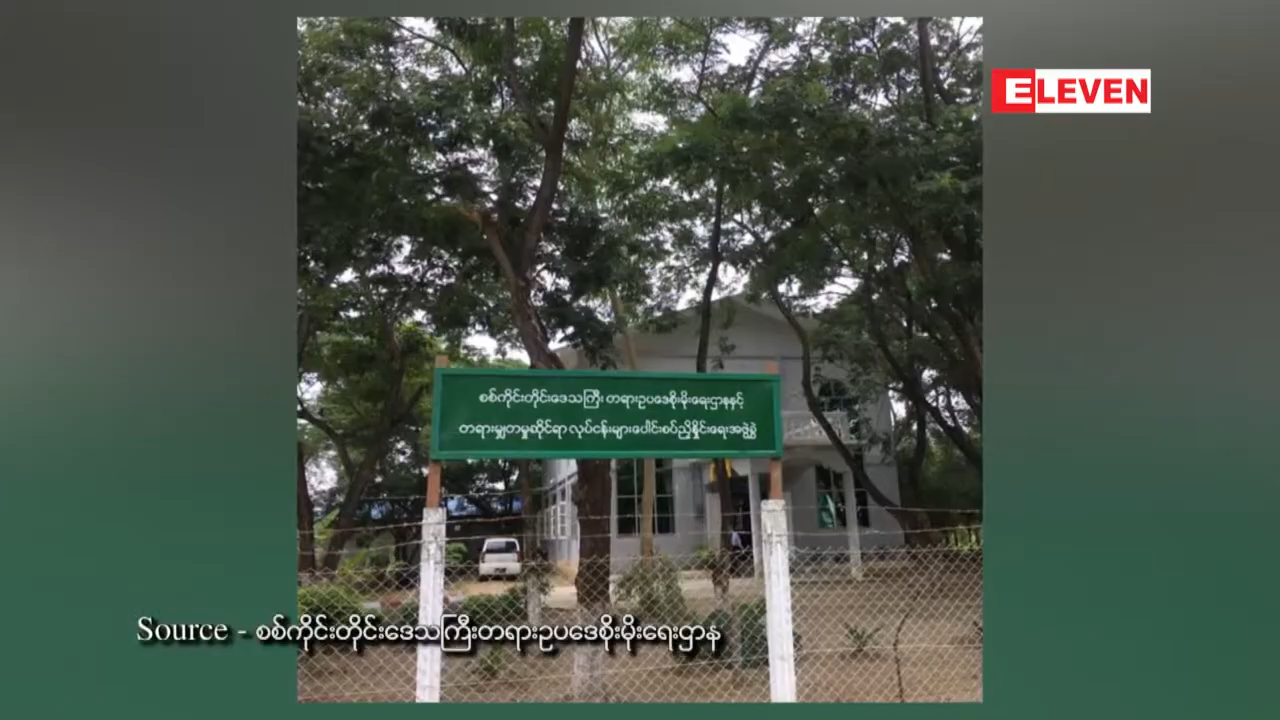 ELEVEN
စစ်ကိုင်းတိုင်းဒေသကြီး တရားဥပဒေစိုးမိုးရေးဌာနနှင့်
တရားမျှတမှုဆိုင်ရာ လုပ်ငန်းများပေါင်းစပ်ညှိနှိုင်းရေးအဖွဲ့ခွဲ
Source - စစ်ကိုင်းတိုင်းဒေသကြီးတရားဥပဒေစိုးမိုးရေးဌာန